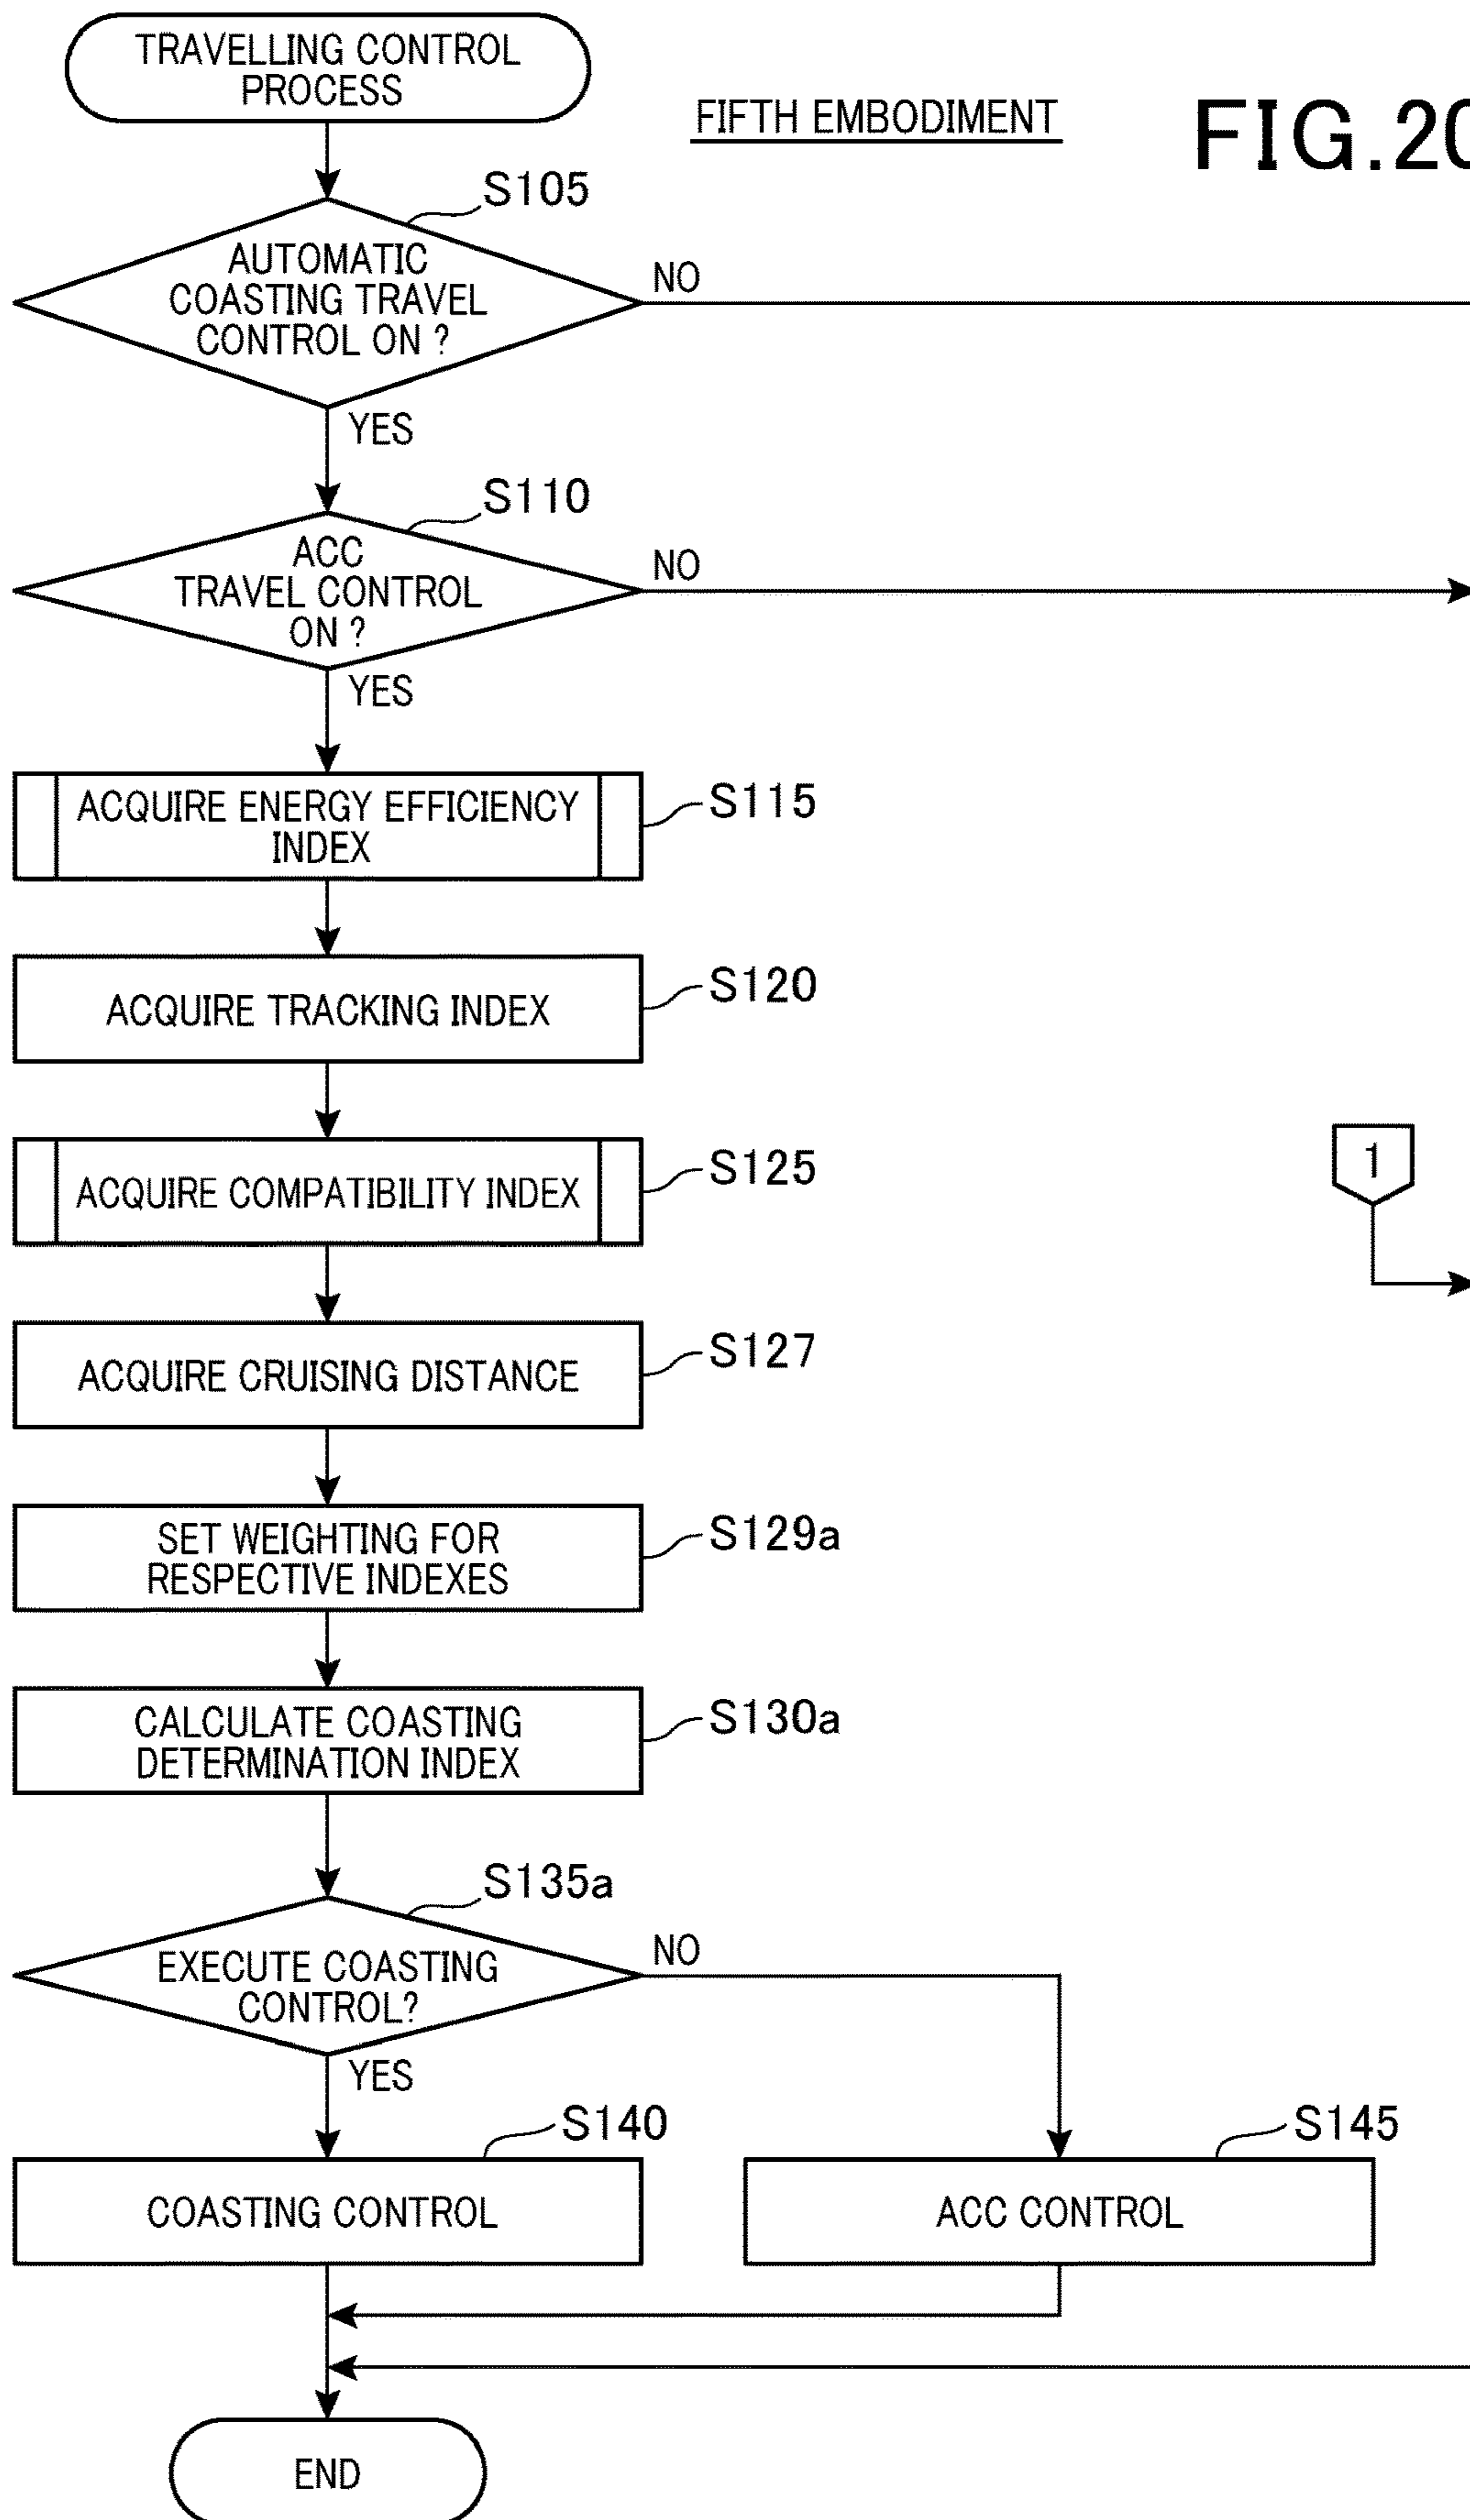 TRAVELLING CONTROL
PROCESS
FIFTH EMBODIMENT
FIG.20
S105
AUTOMATIC
COASTING TRAVEL
CONTROL ON ?
NO
YES
S110
ACC
TRAVEL CONTROL
ON ?
NO
YES
ACQUIRE ENERGY EFFICIENCY
INDEX
S115
ACQUIRE TRACKING INDEX
S120
ACQUIRE COMPATIBILITY INDEX
S125
1
ACQUIRE CRUISING DISTANCE
S127
SET WEIGHTING FOR
RESPECTIVE INDEXES
S129a
CALCULATE COASTING
DETERMINATION INDEX
S130a
S135a
EXECUTE COASTING
CONTROL?
NO
YES
S140
COASTING CONTROL
S145
ACC CONTROL
END